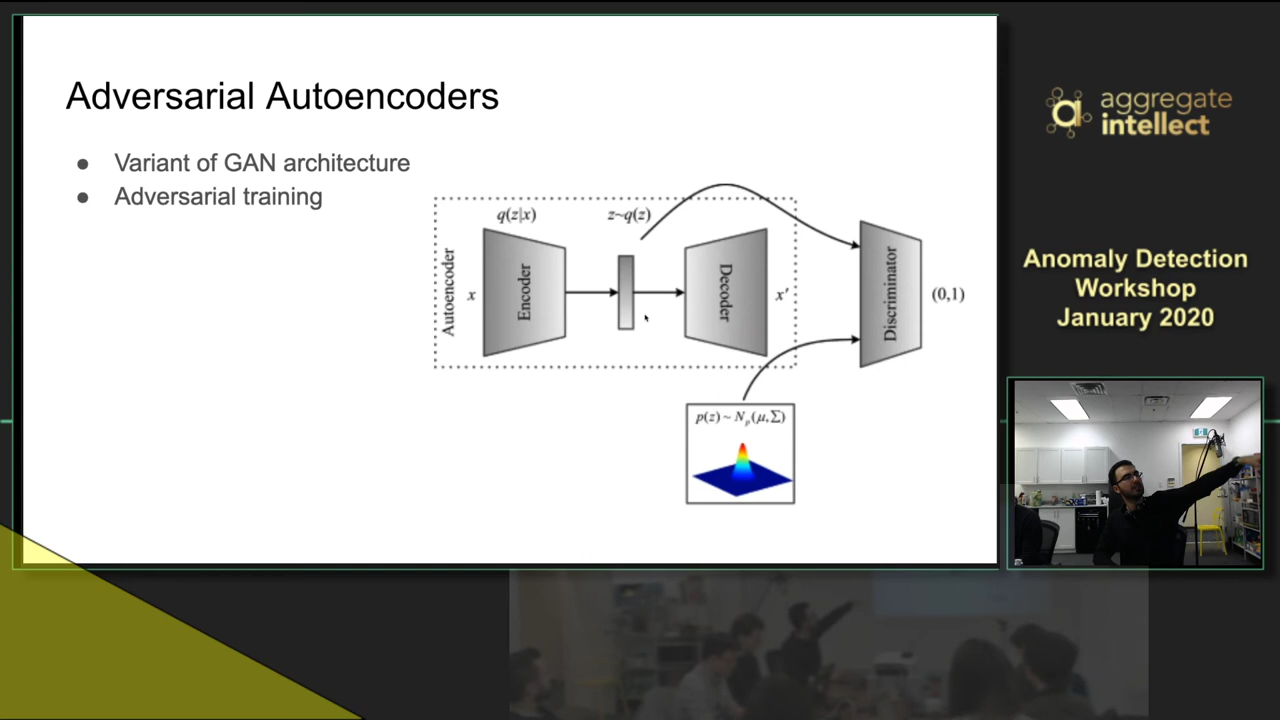 Adversarial Autoencoders
● Variant of GAN architecture
● Adversarial training
q(z|x)
z~q(z)
Autoencoder
x
Encoder
Decoder
x'
Discriminator
(0,1)
p(z) ~ Nₚ(μ,Σ)
aggregate
intellect
Anomaly Detection
Workshop
January 2020